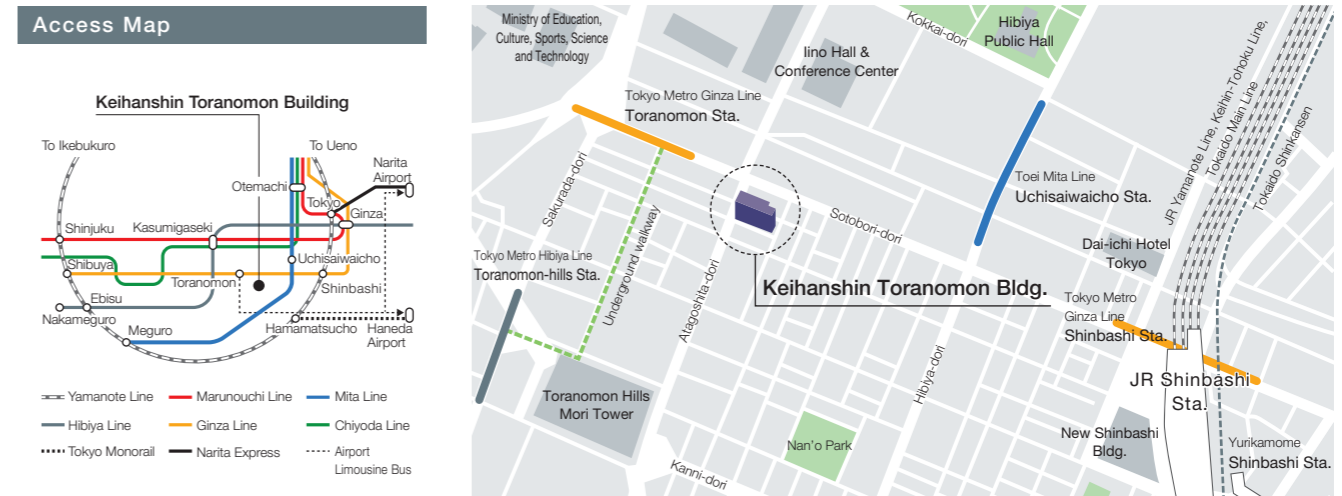 Access Map
Keihanshin Toranomon Building
To Ikebukuro
To Ueno
Narita
Airport
Otemachi
Tokyo
Ginza
Kasumigaseki
Shinjuku
Shibuya
Uchisaiwaicho
Toranomon
Shinbashi
Ebisu
Nakameguro
Hamamatsucho
Haneda
Airport
Meguro
Yamanote Line
Marunouchi Line
Mita Line
Hibiya Line
Ginza Line
Chiyoda Line
Tokyo Monorail
Narita Express
Airport
Limousine Bus
Ministry of Education,
Culture, Sports, Science
and Technology
Kokkai-dori
Hibiya
Public Hall
Iino Hall &
Conference Center
JR Yamanote Line, Keihin-Tohoku Line,
Tokaido Main Line
Tokaido Shinkansen
Tokyo Metro Ginza Line
Toranomon Sta.
Sakurada-dori
Toei Mita Line
Uchisaiwaicho Sta.
Sotobori-dori
Dai-ichi Hotel
Tokyo
Tokyo Metro Hibiya Line
Toranomon-hills Sta.
Underground walkway
Atagoshita-dori
Keihanshin Toranomon Bldg.
Tokyo Metro
Ginza Line
Shinbashi Sta.
Hibiya-dori
JR Shinbashi
Sta.
Toranomon Hills
Mori Tower
Nan'o Park
New Shinbashi
Bldg.
Yurikamome
Shinbashi Sta.
Kanni-dori